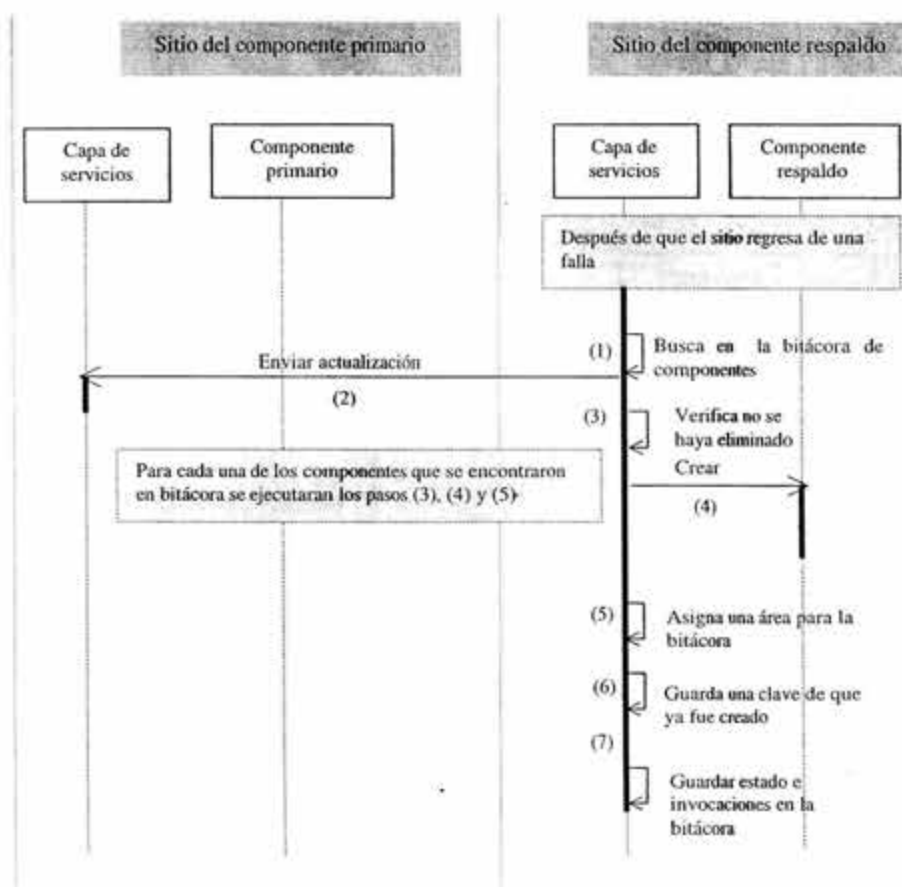 Sitio del componente primario
Sitio del componente respaldo
Capa de
servicios
Componente
primario
Capa de
servicios
Componente
respaldo
Después de que el sitio regresa de una
falla
(1)
Busca en la bitácora de
componentes
Enviar actualización
(2)
(3)
Verifica no se
haya eliminado
Crear
(4)
Para cada una de los componentes que se encontraron
en bitácora se ejecutaran los pasos (3), (4) y (5)
(5)
Asigna una área para la
bitácora
(6)
Guarda una clave de que
ya fue creado
(7)
Guardar estado e
invocaciones en la
bitácora